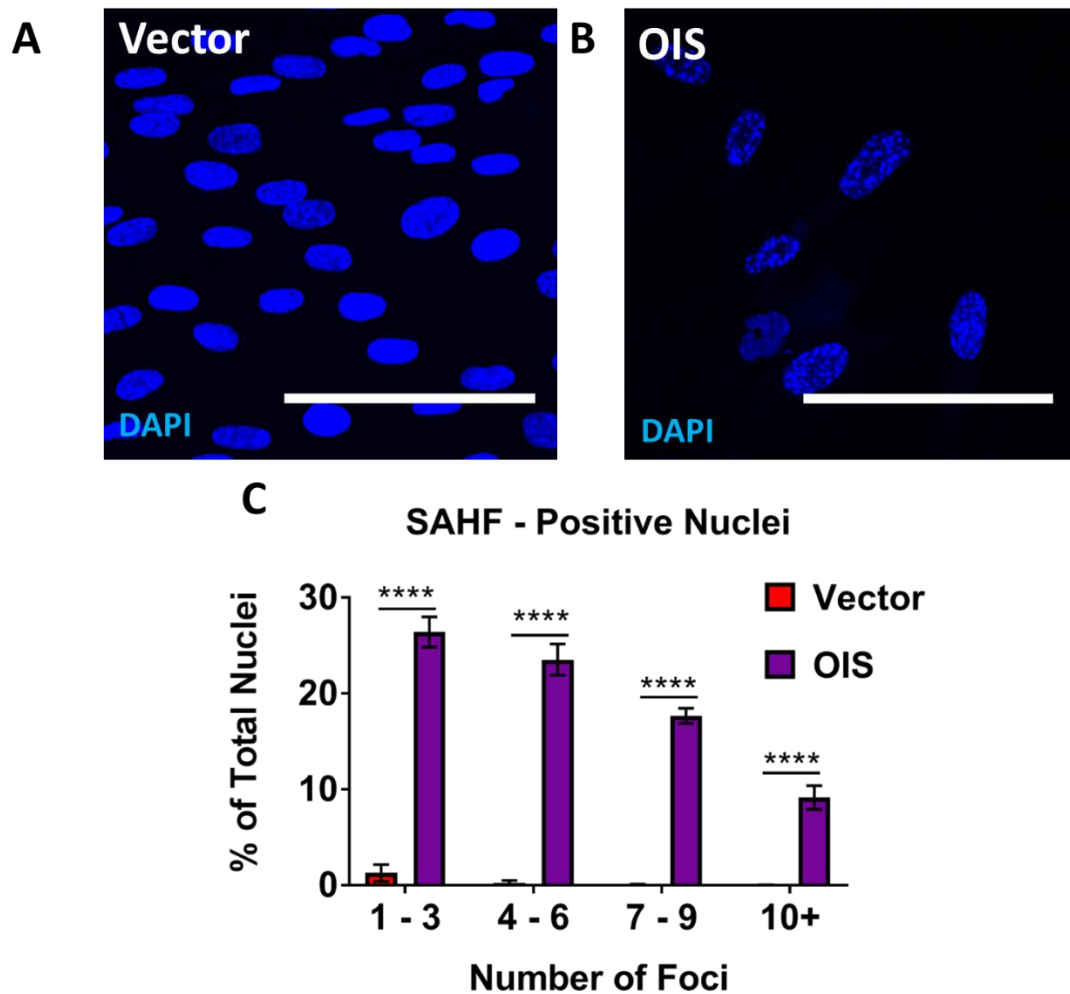 A
Vector
DAPI
B
OIS
DAPI
C
SAHF - Positive Nuclei
% of Total Nuclei
30
20
10
0
****
****
****
****
Vector
OIS
1 - 3
4 - 6
7 - 9
10+
Number of Foci